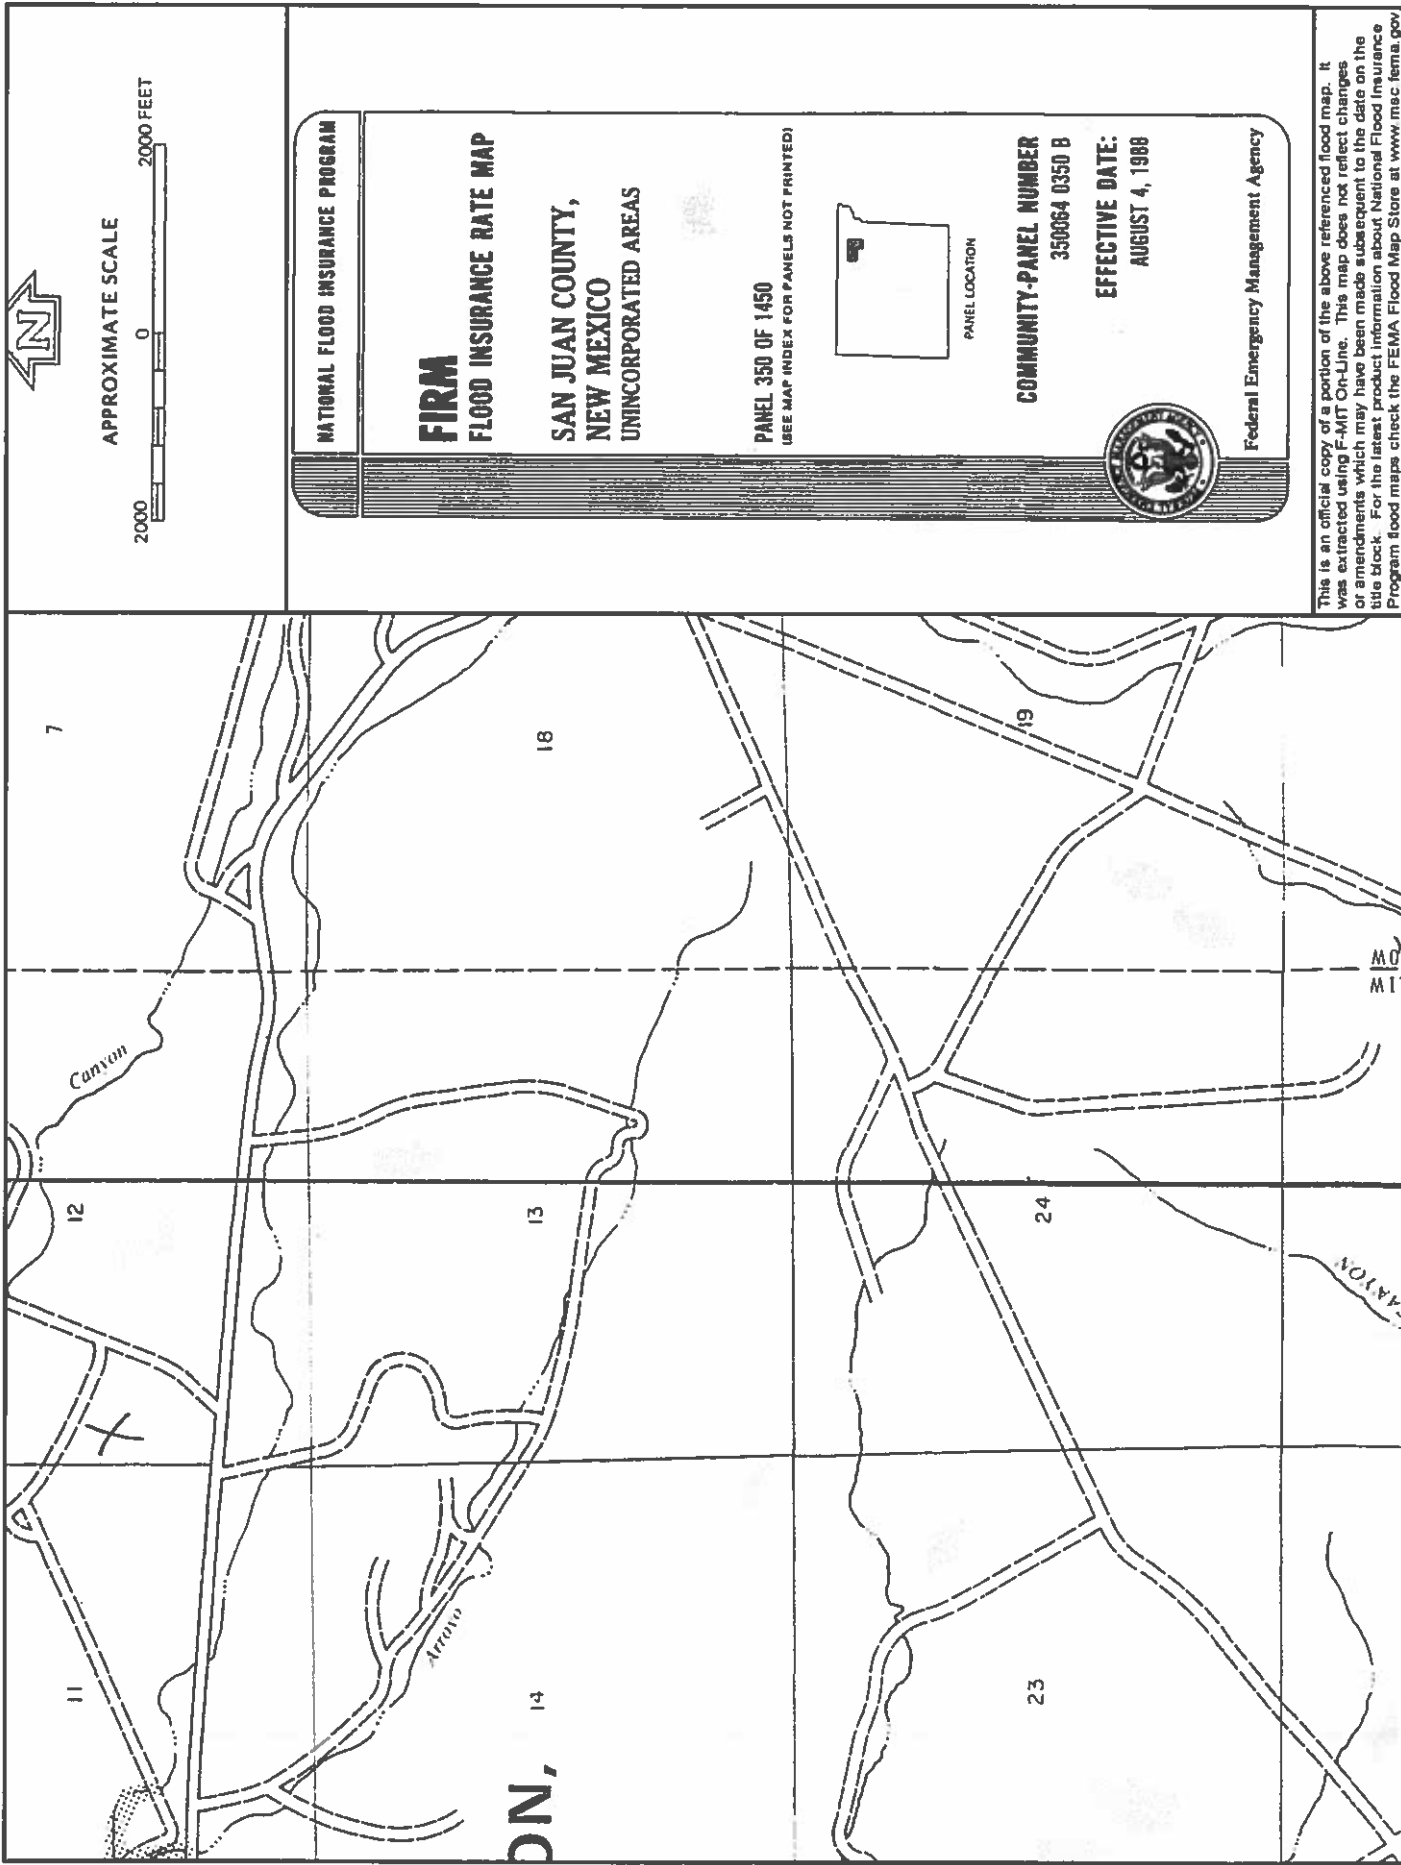 N
APPROXIMATE SCALE
2000 0 2000 FEET
NATIONAL FLOOD INSURANCE PROGRAM
FIRM
FLOOD INSURANCE RATE MAP
SAN JUAN COUNTY,
NEW MEXICO
UNINCORPORATED AREAS
PANEL 350 OF 1450
(SEE MAP INDEX FOR PANELS NOT PRINTED)
PANEL LOCATION
COMMUNITY-PANEL NUMBER
350064 0350 B
EFFECTIVE DATE:
AUGUST 4, 1988
Federal Emergency Management Agency
This is an official copy of a portion of the above referenced flood map. It
was extracted using F-MIT On-Line. This map does not reflect changes
or amendments which may have been made subsequent to the date on the
title block. For the latest product information about National Flood Insurance
Program flood maps check the FEMA Flood Map Store at www.msc.fema.gov
7
18
19
Canyon
12
13
24
11
Arroyo
14
23
ON,
X